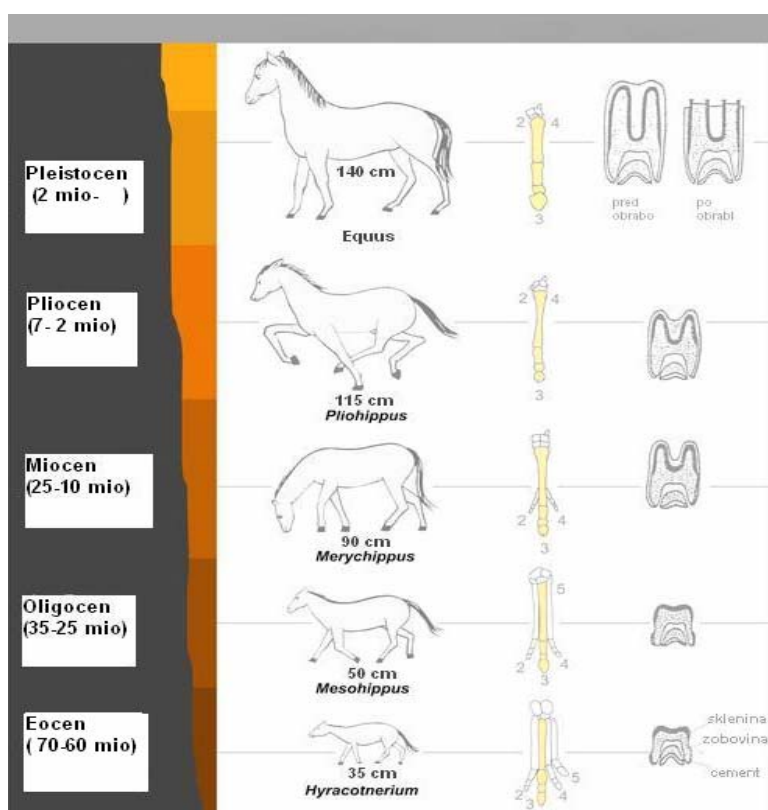 Pleistocen
(2 mio- )
140 cm
Equus
2 4
3
pred
obrabo
po
obrabl
Pliocen
(7- 2 mio)
115 cm
Pliohippus
2 4
3
Miocen
(25-10 mio)
90 cm
Merychippus
2 4
3
Oligocen
(35-25 mio)
50 cm
Mesohippus
5
2 4
3
Eocen
( 70-60 mio)
35 cm
Hyracotnerium
2 3 4 5
sklenina
zobovina
cement